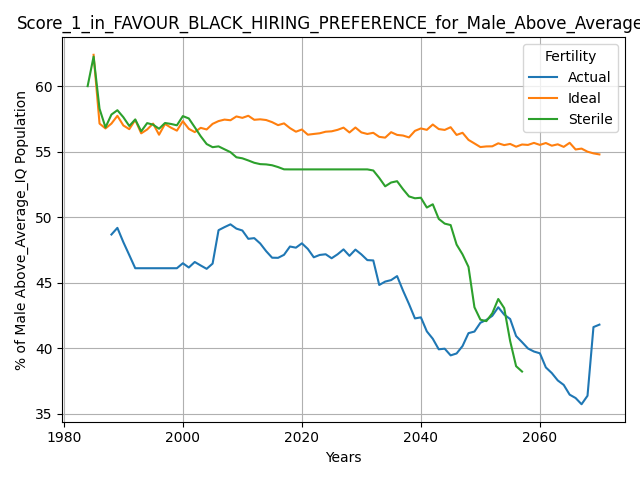 Score_1_in_FAVOUR_BLACK_HIRING_PREFERENCE_for_Male_Above_Average
Fertility
Actual
Ideal
Sterile
% of Male Above_Average_IQ Population
60
55
50
45
40
35
1980
2000
2020
2040
2060
Years